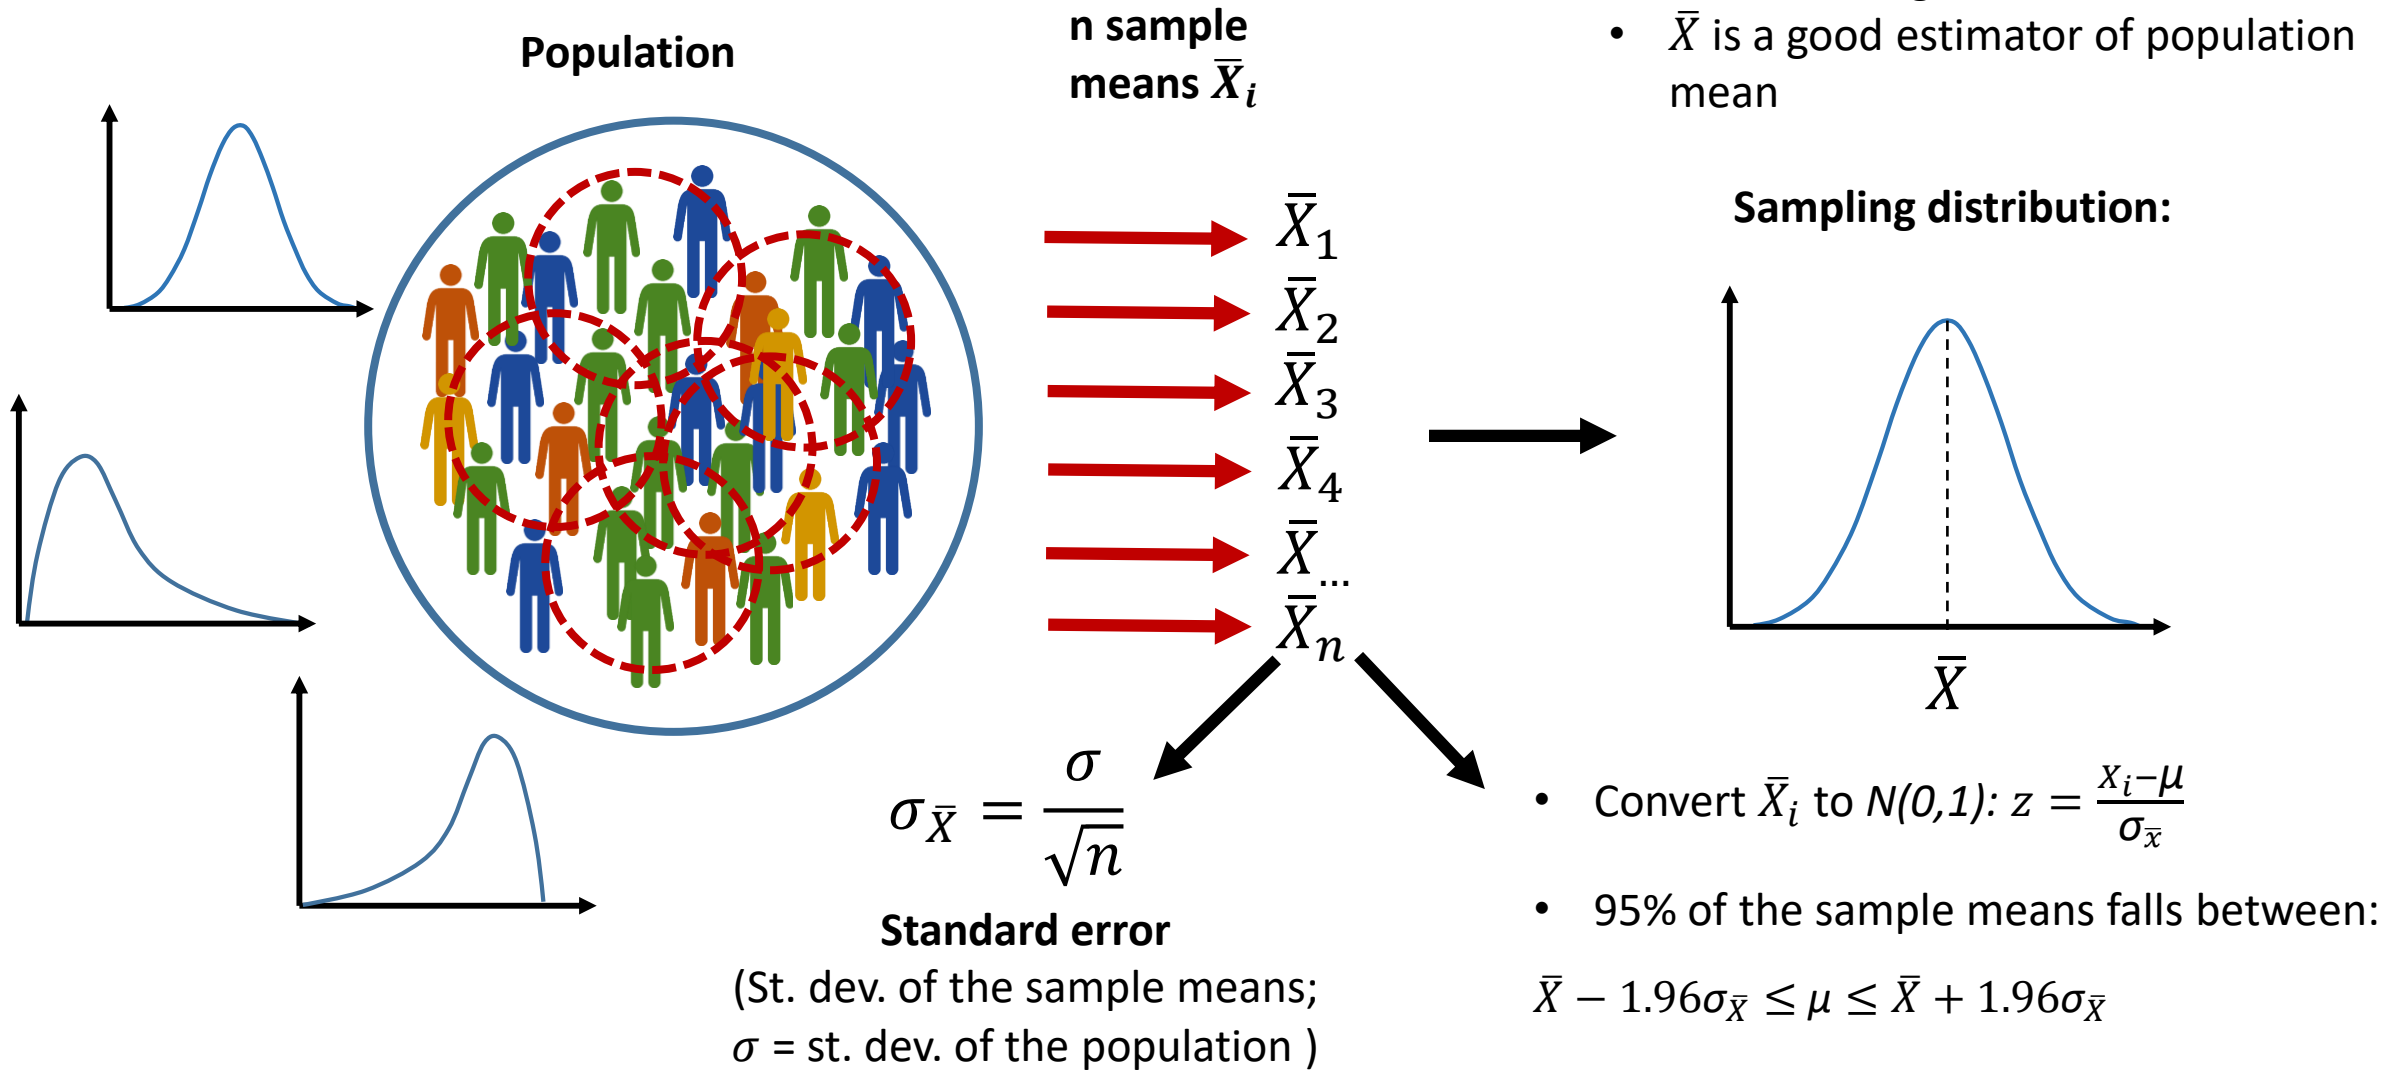 Population
n sample
means X̄ᵢ
• X̄ is a good estimator of population
mean
Sampling distribution:
X̄₁
X̄₂
X̄₃
X̄₄
X̄…
X̄ₙ
X̄
σ_X̄ = σ/√n
Standard error
(St. dev. of the sample means;
σ = st. dev. of the population )
• Convert X̄ᵢ to N(0,1): z = (xᵢ−μ)/σ_x̄
• 95% of the sample means falls between:
X̄ − 1.96σ_X̄ ≤ μ ≤ X̄ + 1.96σ_X̄